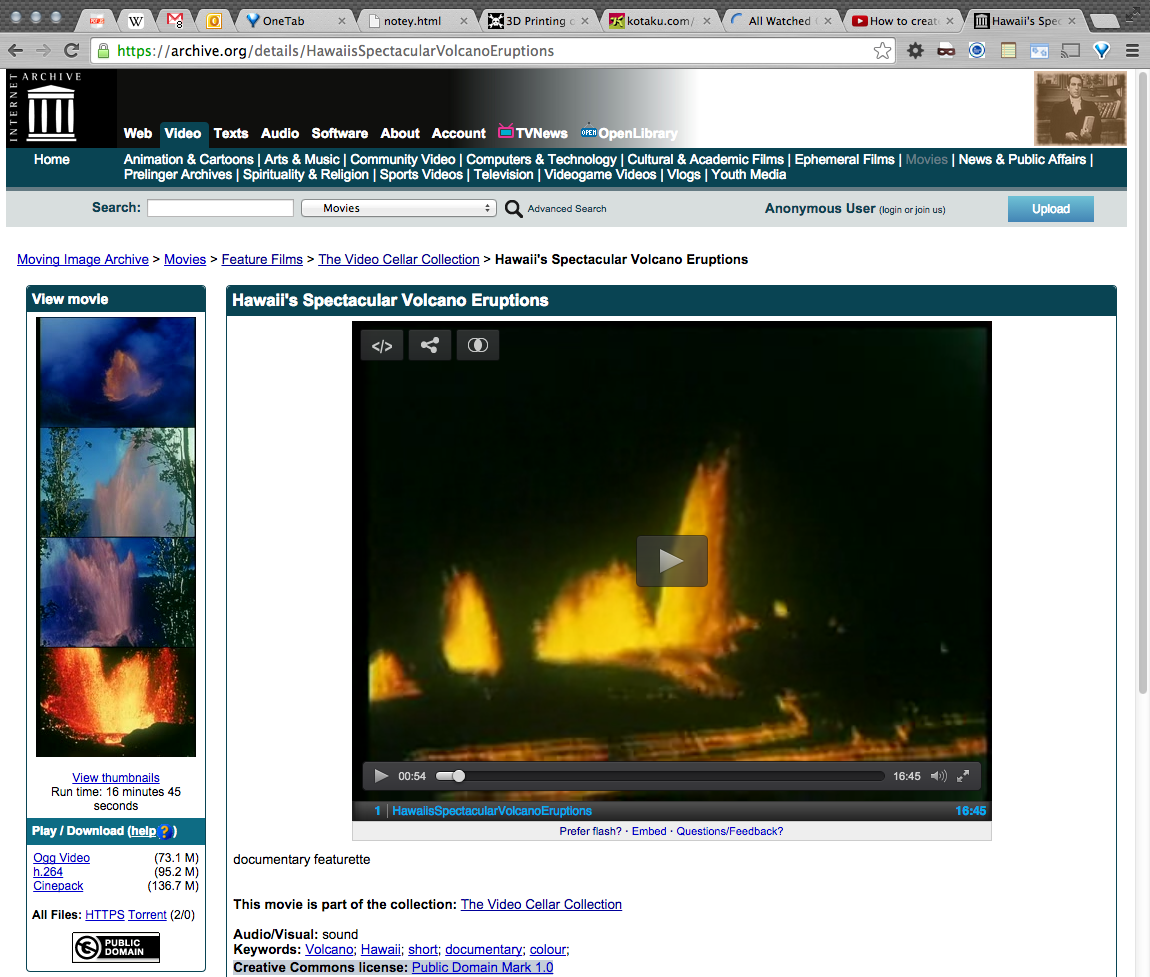 OneTab
notey.html
3D Printing c
kotaku.com/
All Watched
How to creat
Hawaii's Spec
https://archive.org/details/HawaiisSpectacularVolcanoEruptions
INTERNET ARCHIVE
Web Video Texts Audio Software About Account TVNews OPEN OpenLibrary
Home
Animation & Cartoons | Arts & Music | Community Video | Computers & Technology | Cultural & Academic Films | Ephemeral Films | Movies | News & Public Affairs |
Prelinger Archives | Spirituality & Religion | Sports Videos | Television | Videogame Videos | Vlogs | Youth Media
Search: Movies Advanced Search Anonymous User (login or join us) Upload
Moving Image Archive > Movies > Feature Films > The Video Cellar Collection > Hawaii's Spectacular Volcano Eruptions
View movie
View thumbnails
Run time: 16 minutes 45
seconds
Play / Download (help ?)
Ogg Video (73.1 M)
h.264 (95.2 M)
Cinepack (136.7 M)
All Files: HTTPS Torrent (2/0)
PUBLIC
DOMAIN
Hawaii's Spectacular Volcano Eruptions
</>
00:54 16:45
1 HawaiisSpectacularVolcanoEruptions 16:45
Prefer flash? · Embed · Questions/Feedback?
documentary featurette
This movie is part of the collection: The Video Cellar Collection
Audio/Visual: sound
Keywords: Volcano; Hawaii; short; documentary; colour;
Creative Commons license: Public Domain Mark 1.0